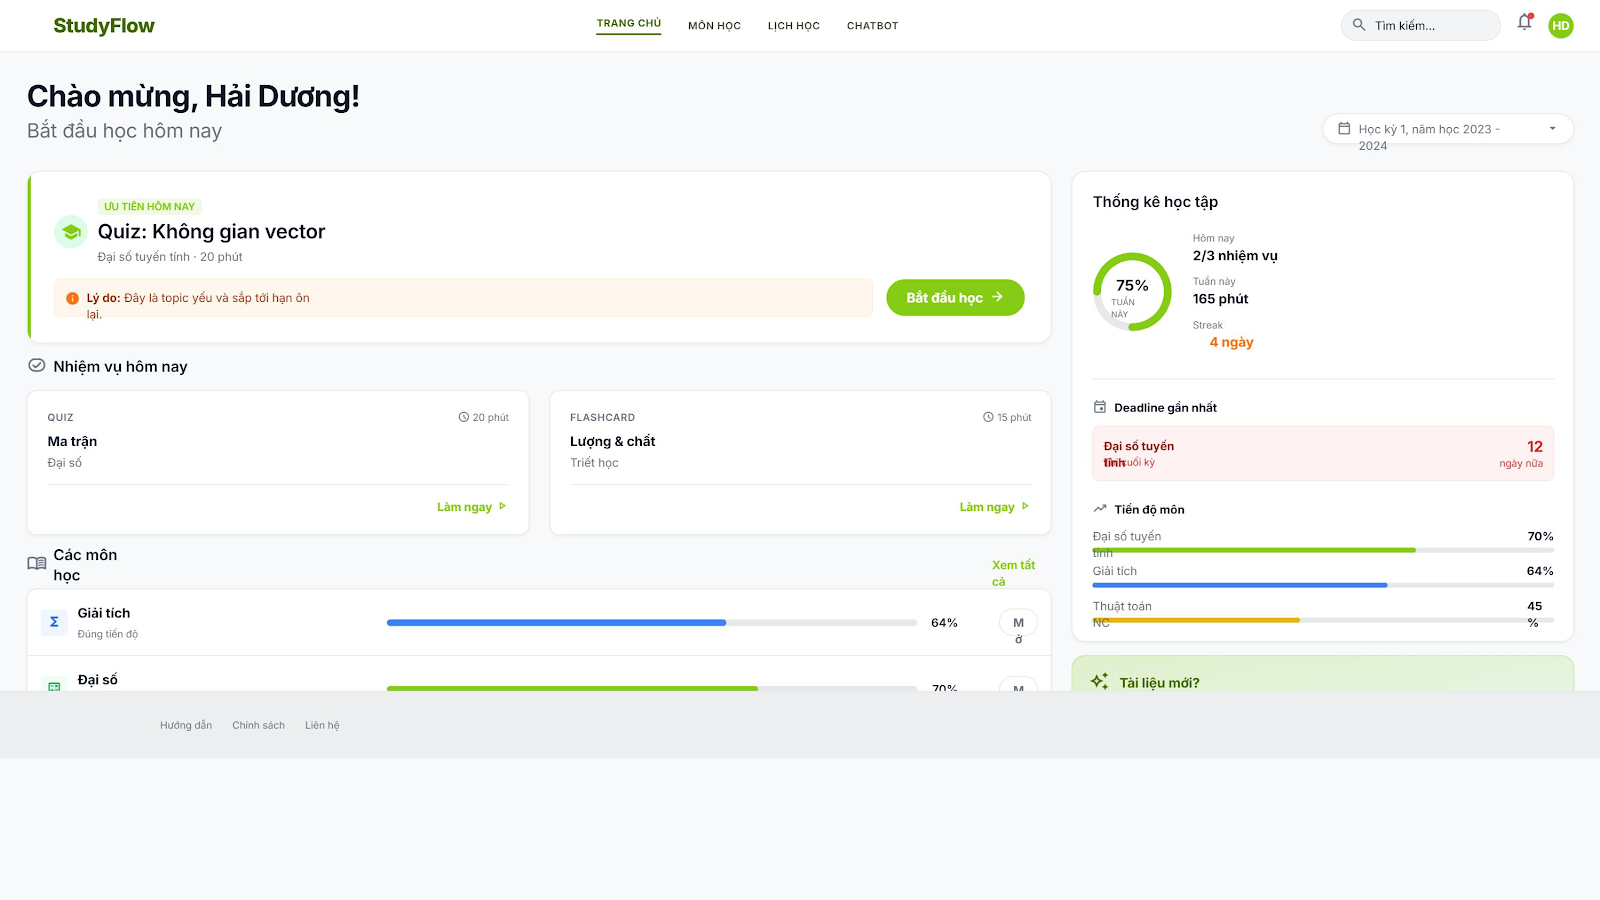 StudyFlow
TRANG CHỦ
MÔN HỌC
LỊCH HỌC
CHATBOT
Tìm kiếm...
HD
Chào mừng, Hải Dương!
Bắt đầu học hôm nay
Học kỳ 1, năm học 2023 -
2024
ƯU TIÊN HÔM NAY
Quiz: Không gian vector
Đại số tuyến tính · 20 phút
Lý do: Đây là topic yếu và sắp tới hạn ôn
lại.
Bắt đầu học
Nhiệm vụ hôm nay
QUIZ
20 phút
Ma trận
Đại số
Làm ngay
FLASHCARD
15 phút
Lượng & chất
Triết học
Làm ngay
Các môn
học
Xem tất
cả
Giải tích
Đúng tiến độ
64%
M
ở
Đại số
70%
M
Thống kê học tập
75%
TUẦN
NÀY
Hôm nay
2/3 nhiệm vụ
Tuần này
165 phút
Streak
4 ngày
Deadline gần nhất
Đại số tuyến
tính
cuối kỳ
12
ngày nữa
Tiến độ môn
Đại số tuyến
tính
70%
Giải tích
64%
Thuật toán
NC
45
%
Tài liệu mới?
Hướng dẫn
Chính sách
Liên hệ